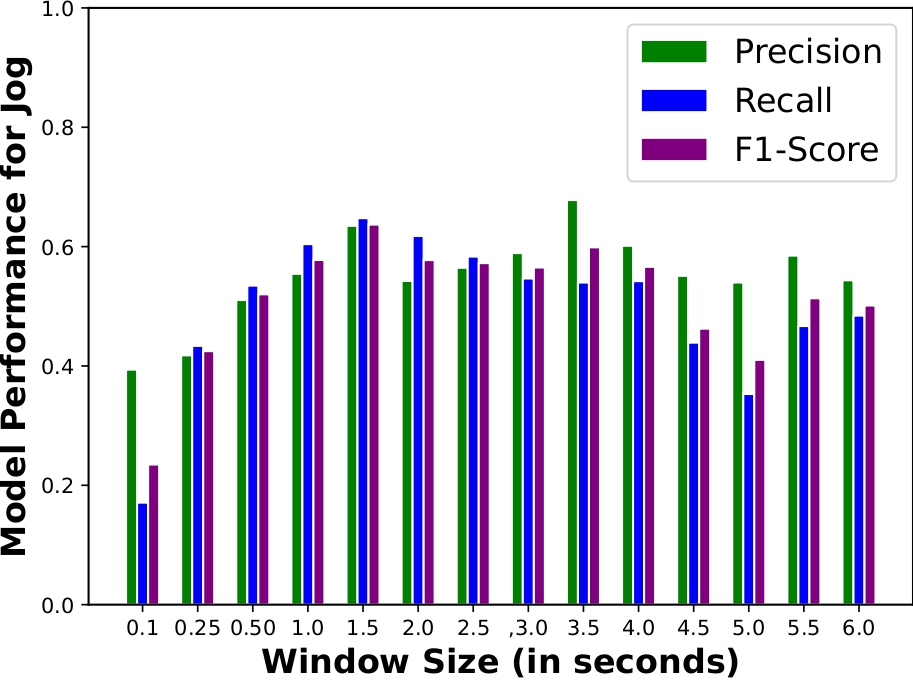 Model Performance for Jog
1.0
0.8
0.6
0.4
0.2
0.0
Precision
Recall
F1-Score
0.1 0.25 0.50 1.0 1.5 2.0 2.5 ,3.0 3.5 4.0 4.5 5.0 5.5 6.0
Window Size (in seconds)